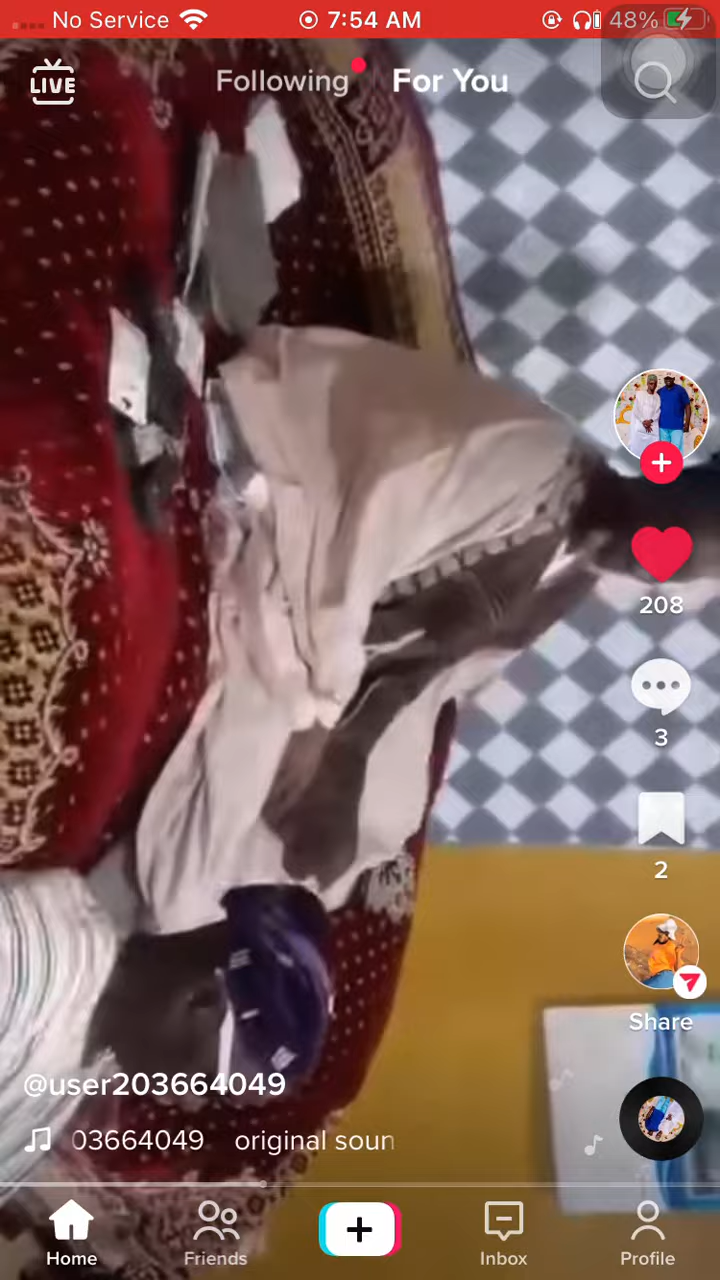 No Service 7:54 AM 48%
LIVE Following For You
208
3
2
Share
@user203664049
03664049 original soun
Home Friends Inbox Profile